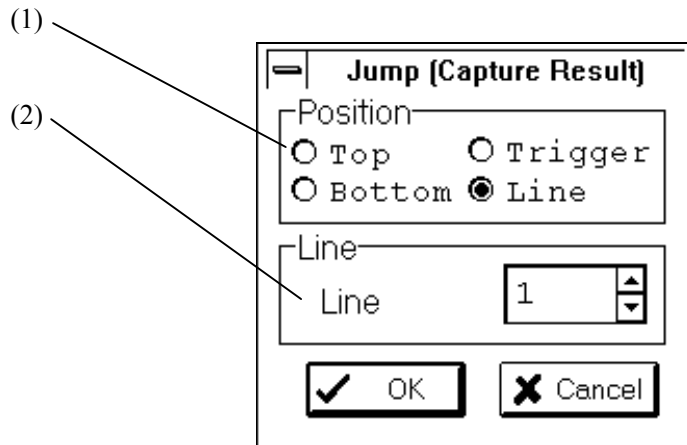 (1)
Jump (Capture Result)
Position
(2)
Top Trigger
Bottom Line
Line
Line 1
OK Cancel